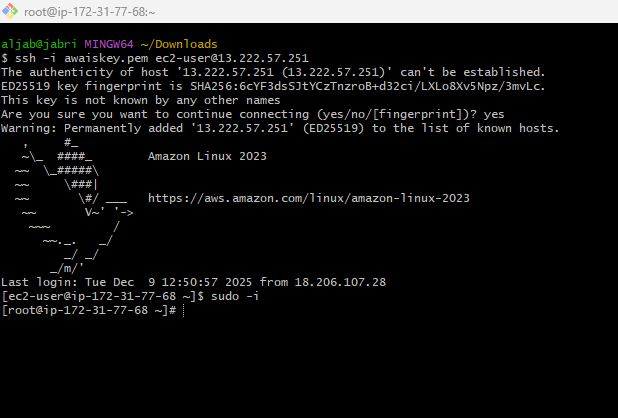 root@ip-172-31-77-68:~
aljab@jabri MINGW64 ~/Downloads
$ ssh -i awaiskey.pem ec2-user@13.222.57.251
The authenticity of host '13.222.57.251 (13.222.57.251)' can't be established.
ED25519 key fingerprint is SHA256:6cYF3dsSJtYCzTnzroB+d32ci/LXLo8Xv5Npz/3mvLc.
This key is not known by any other names
Are you sure you want to continue connecting (yes/no/[fingerprint])? yes
Warning: Permanently added '13.222.57.251' (ED25519) to the list of known hosts.
   ,     #_
   ~\_  ####_        Amazon Linux 2023
  ~~  \_#####\
  ~~     \###|
  ~~       \#/ ___   https://aws.amazon.com/linux/amazon-linux-2023
   ~~       V~' '->
    ~~~         /
      ~~._.   _/
         _/ _/
       _/m/'
Last login: Tue Dec  9 12:50:57 2025 from 18.206.107.28
[ec2-user@ip-172-31-77-68 ~]$ sudo -i
[root@ip-172-31-77-68 ~]#